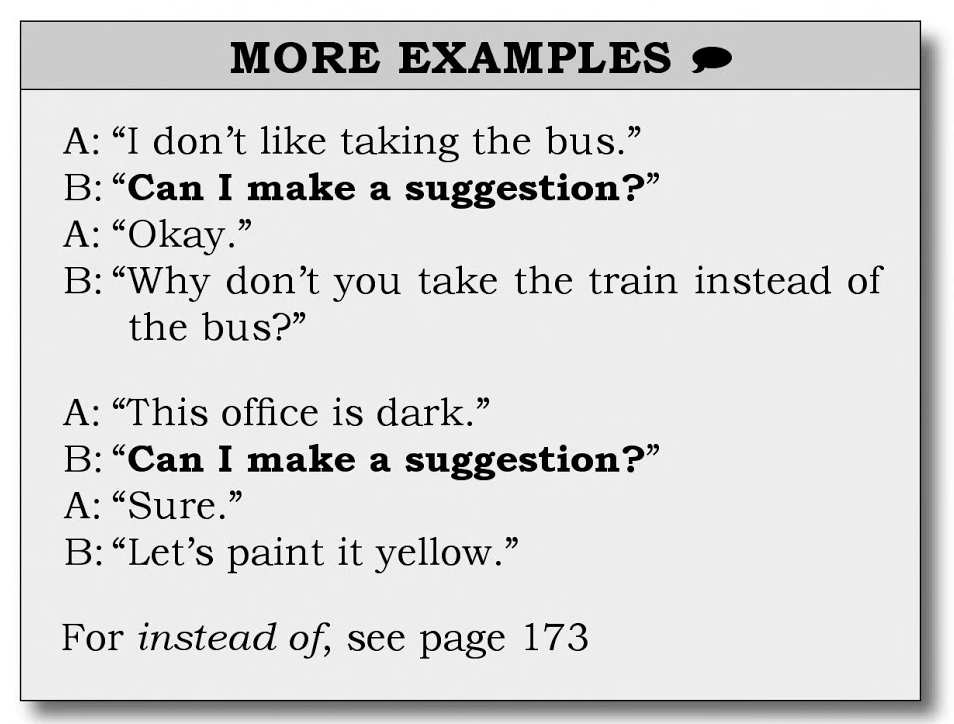 MORE EXAMPLES
A: “I don’t like taking the bus.”
B: “Can I make a suggestion?”
A: “Okay.”
B: “Why don’t you take the train instead of
the bus?”
A: “This office is dark.”
B: “Can I make a suggestion?”
A: “Sure.”
B: “Let’s paint it yellow.”
For instead of, see page 173